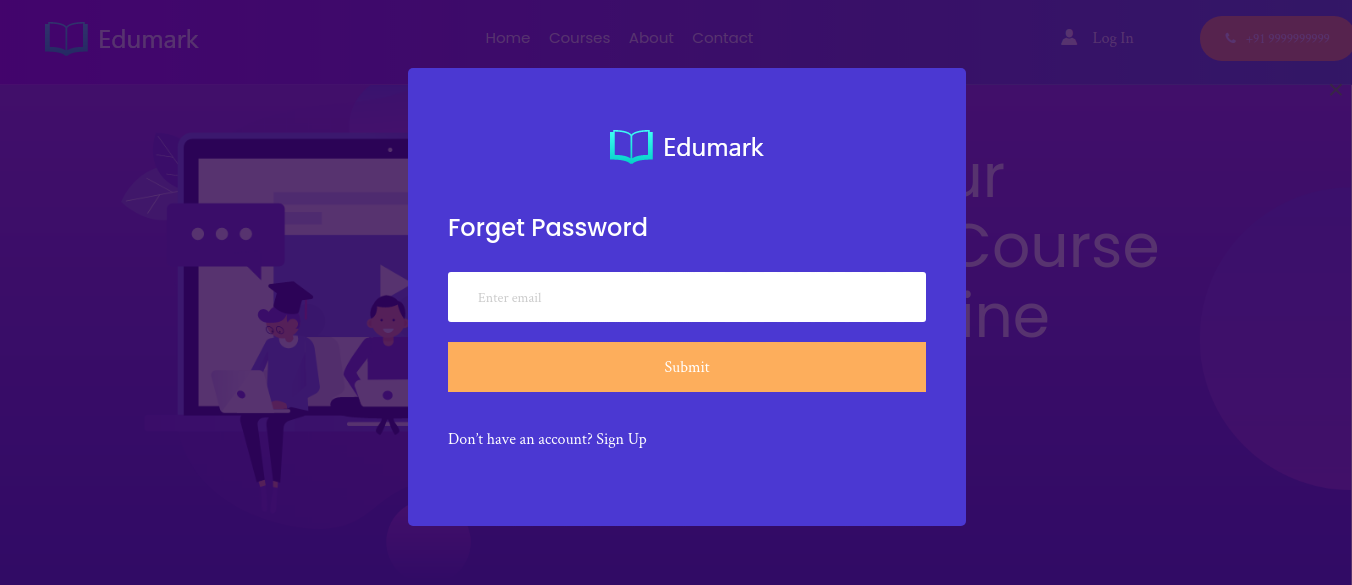 Edumark
Home Courses About Contact
Log In
+91 9999999999
Edumark
ur
Course
ine
Forget Password
Enter email
Submit
Don't have an account? Sign Up